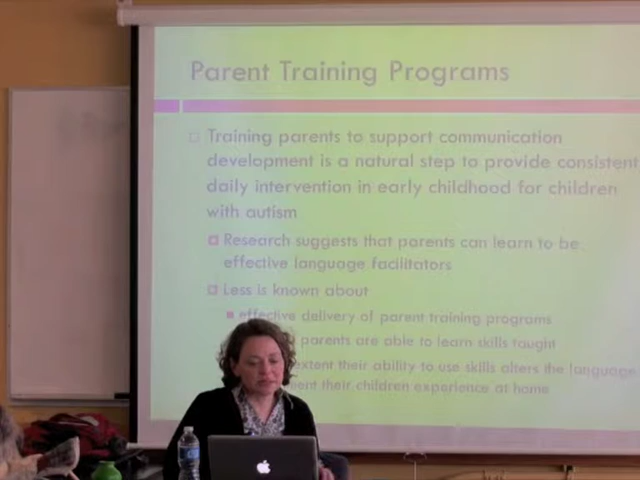 Parent Training Programs
Training parents to support communication
development is a natural step to provide consistent
daily intervention in early childhood for children
with autism
Research suggests that parents can learn to be
effective language facilitators
Less is known about
effective delivery of parent training programs
parents are able to learn skills taught
extent their ability to use skills alters the language
their children experience at home